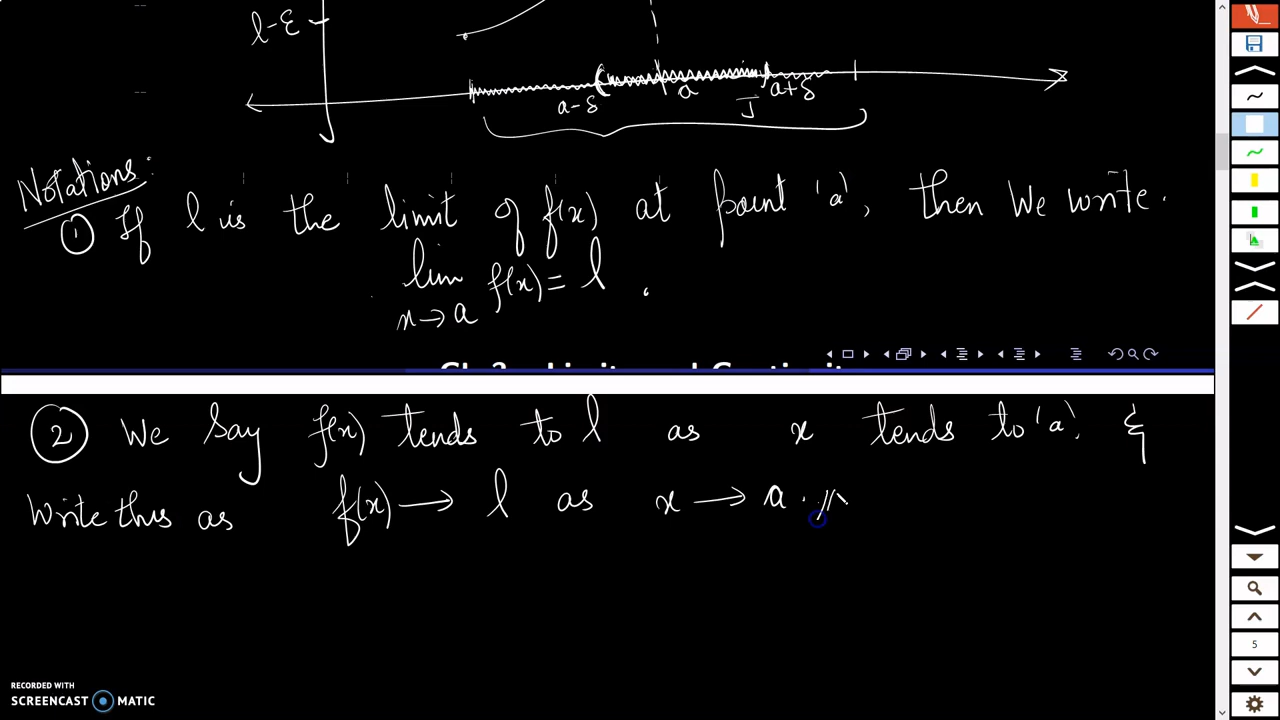 l-ε
a-δ
a
J
a+δ
Notations:
① If l is the limit of f(x) at point 'a', then We write.
lim f(x) = l .
x→a
② We Say f(x) tends to l as x tends to 'a'. &
Write this as f(x) → l as x → a.
5
RECORDED WITH
SCREENCAST MATIC